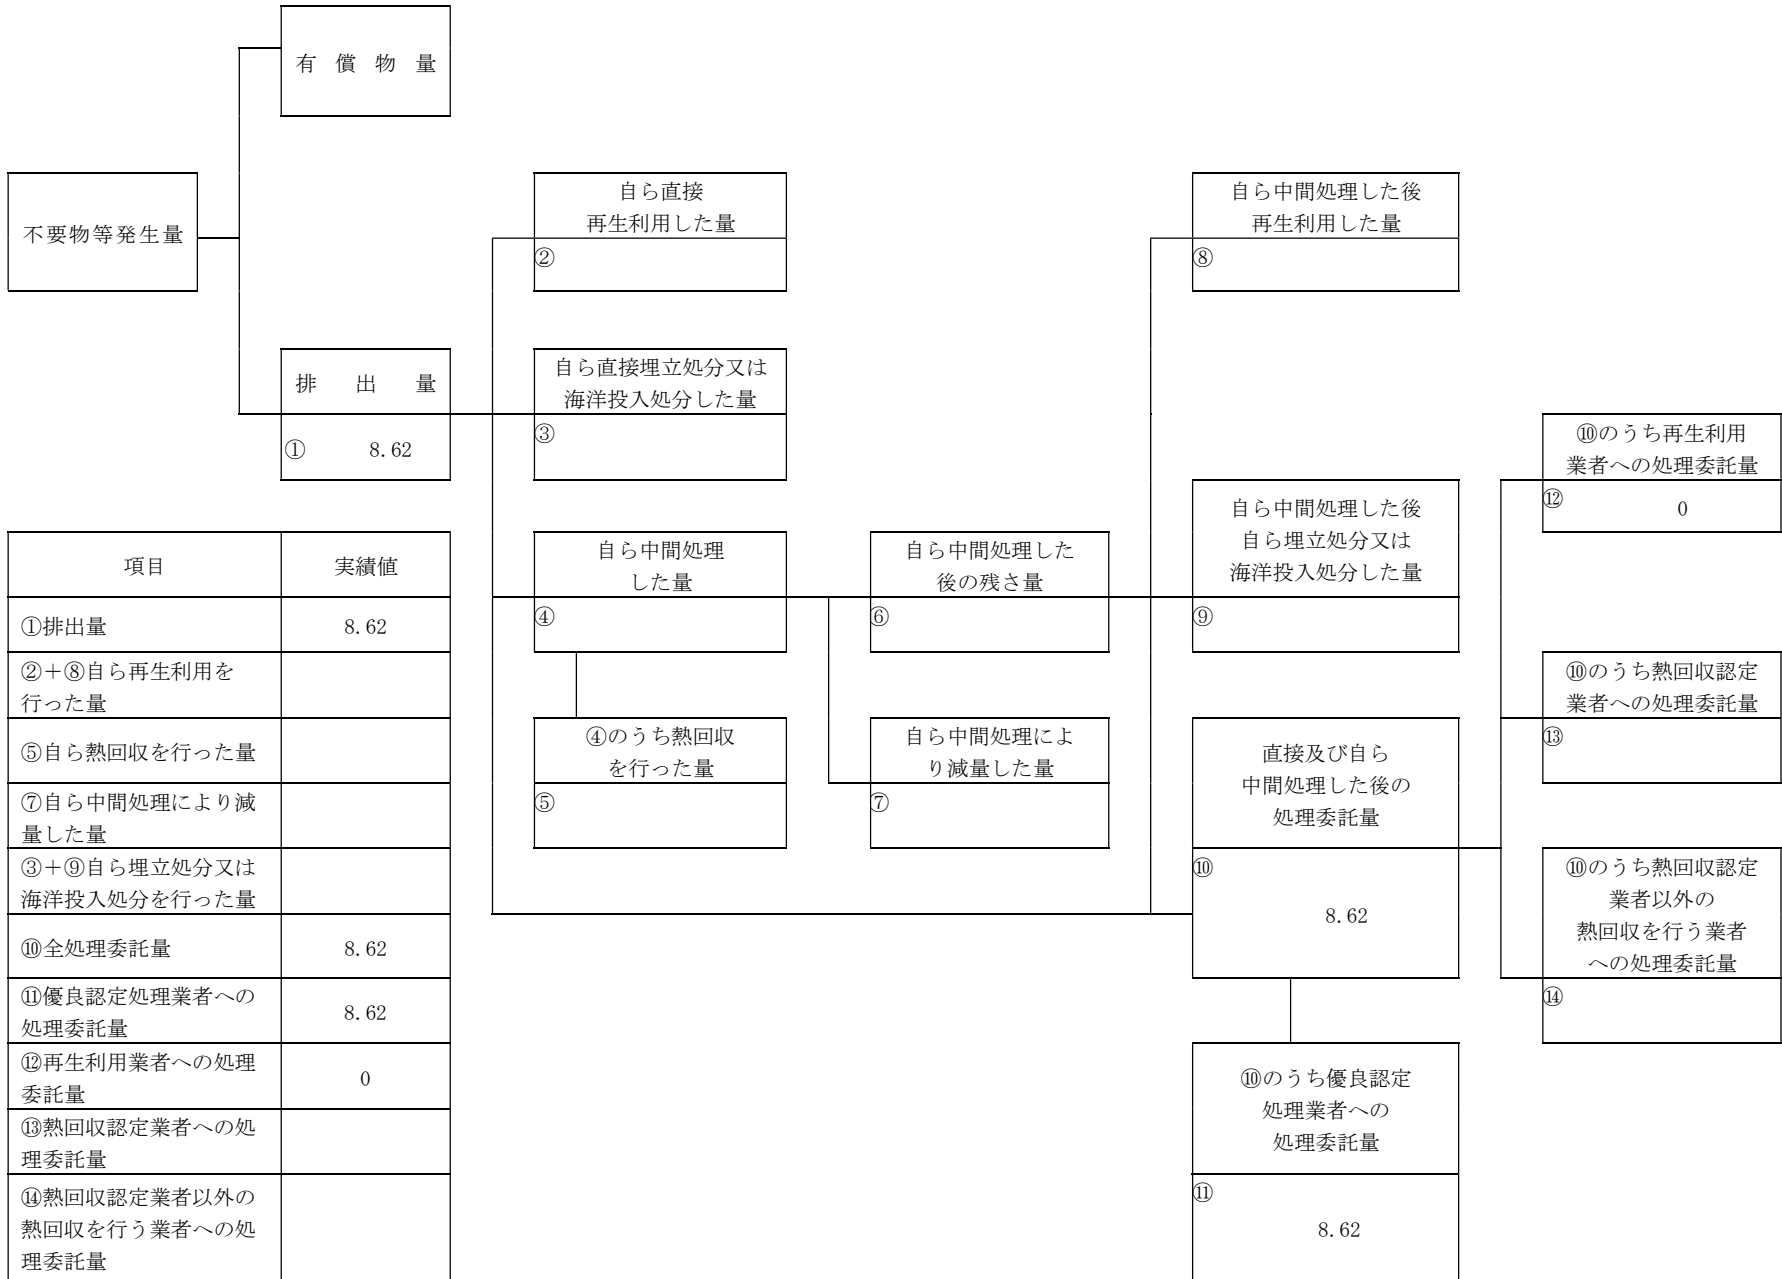 有償物量
不要物等発生量
自ら直接
再生利用した量
②
自ら中間処理した後
再生利用した量
⑧
排出量
① 8.62
自ら直接埋立処分又は
海洋投入処分した量
③
⑩のうち再生利用
業者への処理委託量
⑫ 0
自ら中間処理
した量
④
自ら中間処理した
後の残さ量
⑥
自ら中間処理した後
自ら埋立処分又は
海洋投入処分した量
⑨
④のうち熱回収
を行った量
⑤
自ら中間処理によ
り減量した量
⑦
直接及び自ら
中間処理した後の
処理委託量
⑩
8.62
⑩のうち熱回収認定
業者への処理委託量
⑬
⑩のうち熱回収認定
業者以外の
熱回収を行う業者
への処理委託量
⑭
⑩のうち優良認定
処理業者への
処理委託量
⑪
8.62
項目 実績値
①排出量 8.62
②＋⑧自ら再生利用を
行った量
⑤自ら熱回収を行った量
⑦自ら中間処理により減
量した量
③＋⑨自ら埋立処分又は
海洋投入処分を行った量
⑩全処理委託量 8.62
⑪優良認定処理業者への
処理委託量 8.62
⑫再生利用業者への処理
委託量 0
⑬熱回収認定業者への処
理委託量
⑭熱回収認定業者以外の
熱回収を行う業者への処
理委託量